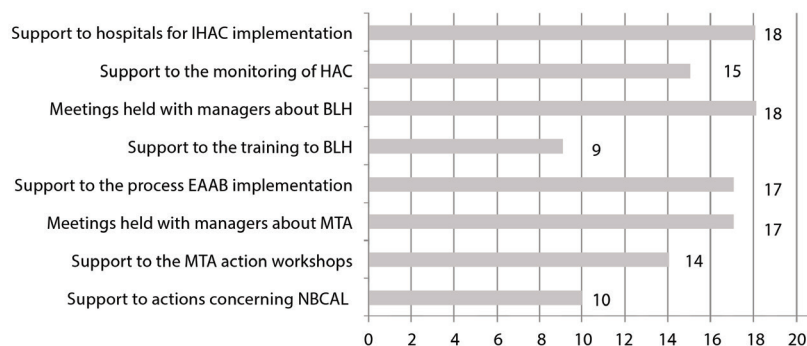 Support to hospitals for IHAC implementation 18
Support to the monitoring of HAC 15
Meetings held with managers about BLH 18
Support to the training to BLH 9
Support to the process EAAB implementation 17
Meetings held with managers about MTA 17
Support to the MTA action workshops 14
Support to actions concerning NBCAL 10
0 2 4 6 8 10 12 14 16 18 20